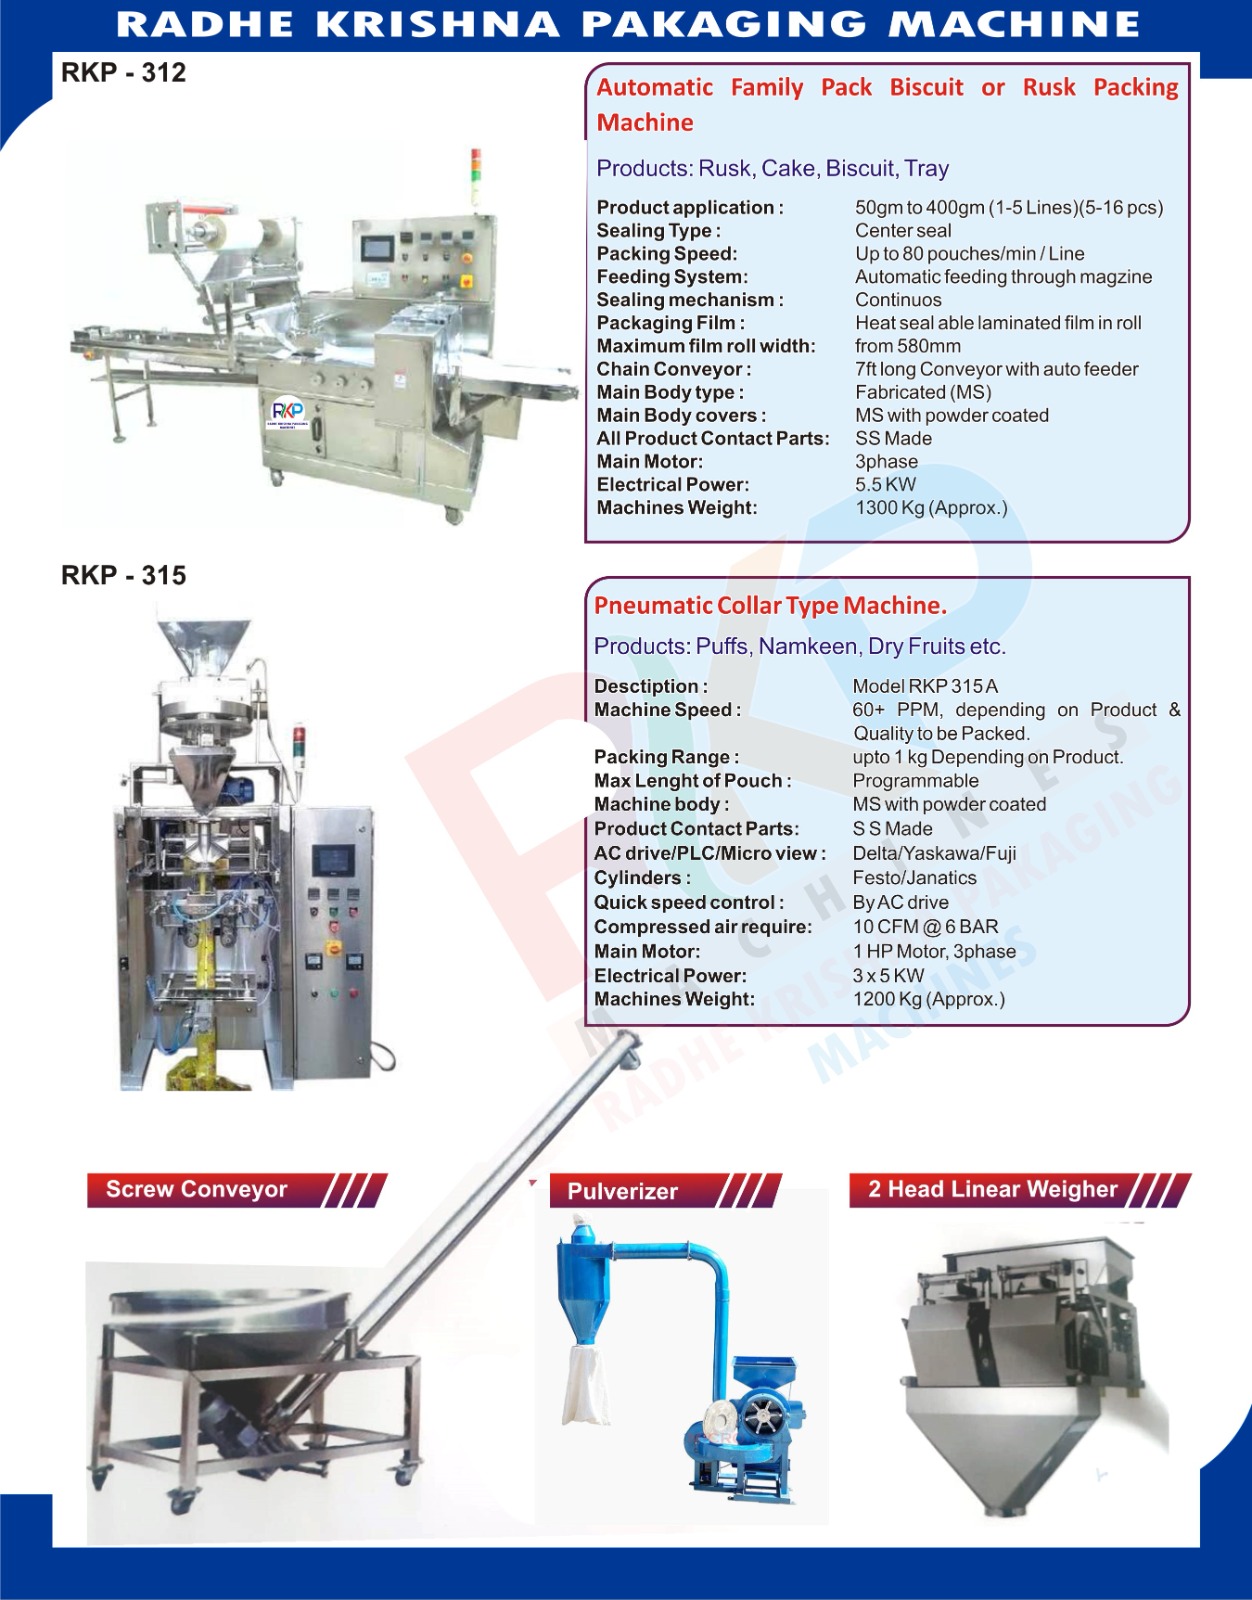 RADHE KRISHNA PAKAGING MACHINE
RKP - 312
Automatic Family Pack Biscuit or Rusk Packing
Machine
Products: Rusk, Cake, Biscuit, Tray
Product application : 50gm to 400gm (1-5 Lines)(5-16 pcs)
Sealing Type : Center seal
Packing Speed: Up to 80 pouches/min / Line
Feeding System: Automatic feeding through magzine
Sealing mechanism : Continuos
Packaging Film : Heat seal able laminated film in roll
Maximum film roll width: from 580mm
Chain Conveyor : 7ft long Conveyor with auto feeder
Main Body type : Fabricated (MS)
Main Body covers : MS with powder coated
All Product Contact Parts: SS Made
Main Motor: 3phase
Electrical Power: 5.5 KW
Machines Weight: 1300 Kg (Approx.)
RKP
RADHE KRISHNA PAKAGING
MACHINES
RKP - 315
Pneumatic Collar Type Machine.
Products: Puffs, Namkeen, Dry Fruits etc.
Desctiption : Model RKP 315 A
Machine Speed : 60+ PPM, depending on Product &
Quality to be Packed.
Packing Range : upto 1 kg Depending on Product.
Max Lenght of Pouch : Programmable
Machine body : MS with powder coated
Product Contact Parts: S S Made
AC drive/PLC/Micro view : Delta/Yaskawa/Fuji
Cylinders : Festo/Janatics
Quick speed control : By AC drive
Compressed air require: 10 CFM @ 6 BAR
Main Motor: 1 HP Motor, 3phase
Electrical Power: 3 x 5 KW
Machines Weight: 1200 Kg (Approx.)
RKP
MACHINES
RADHE KRISHNA PAKAGING
MACHINES
Screw Conveyor
Pulverizer
2 Head Linear Weigher